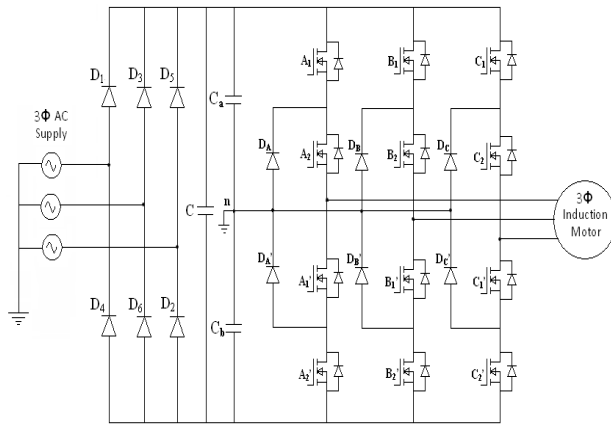 D1
D3
D5
3Φ AC
Supply
D4
D6
D2
C
Ca
Cb
n
A1
B1
C1
DA
A2
DB
B2
DC
C2
DA'
A1'
DB'
B1'
DC'
C1'
A2'
B2'
C2'
3Φ
Induction
Motor